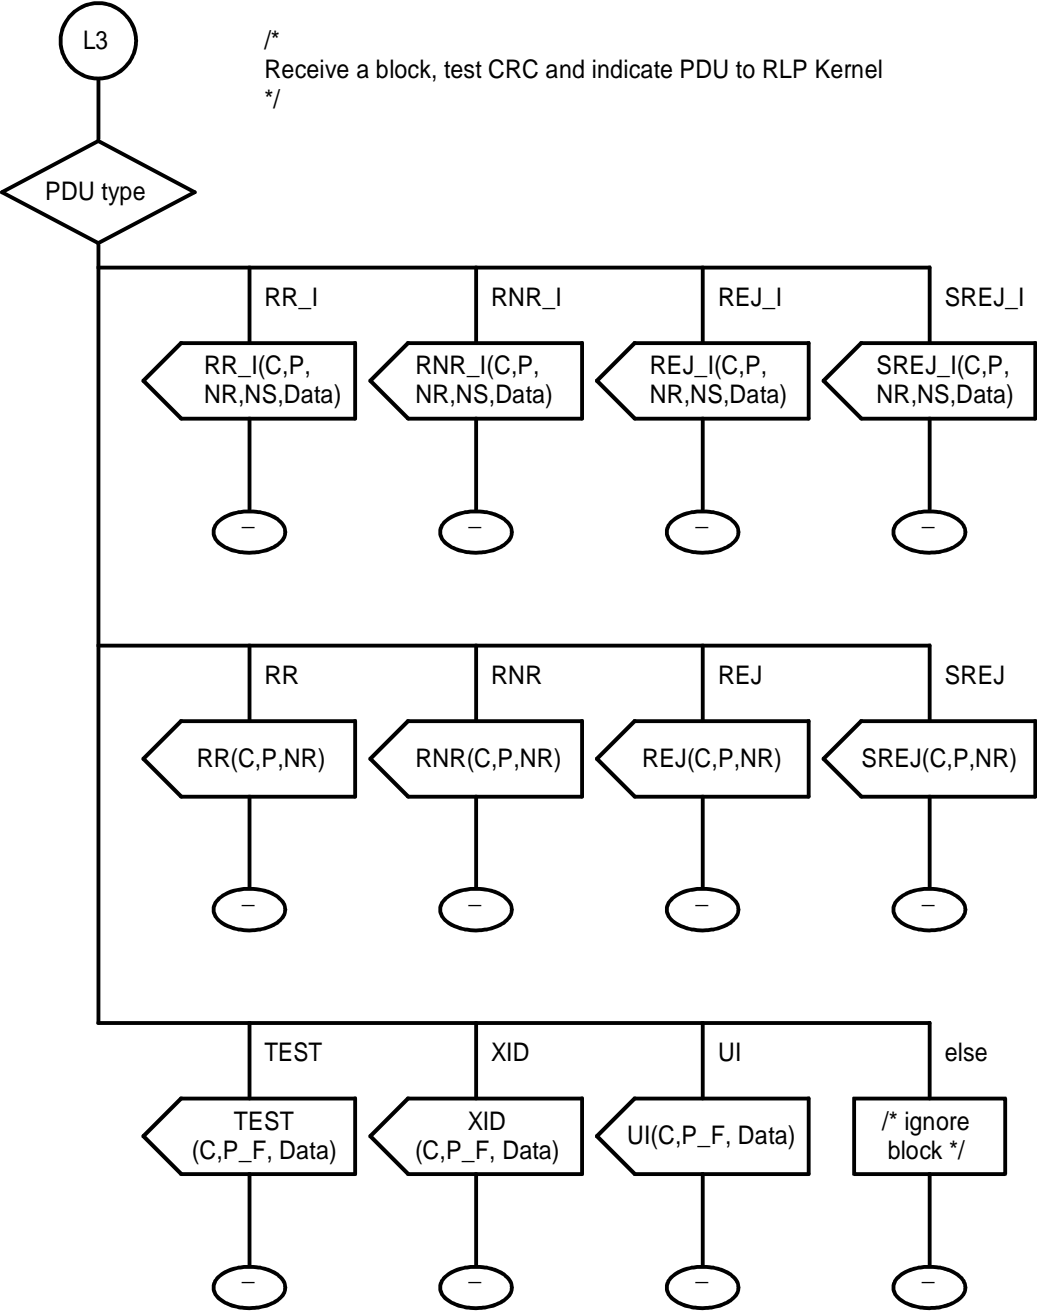 L3
/*
Receive a block, test CRC and indicate PDU to RLP Kernel
*/
PDU type
RR_I
RNR_I
REJ_I
SREJ_I
RR_I(C,P,
NR,NS,Data)
RNR_I(C,P,
NR,NS,Data)
REJ_I(C,P,
NR,NS,Data)
SREJ_I(C,P,
NR,NS,Data)
–
–
–
–
RR
RNR
REJ
SREJ
RR(C,P,NR)
RNR(C,P,NR)
REJ(C,P,NR)
SREJ(C,P,NR)
–
–
–
–
TEST
XID
UI
else
TEST
(C,P_F, Data)
XID
(C,P_F, Data)
UI(C,P_F, Data)
/* ignore
block */
–
–
–
–